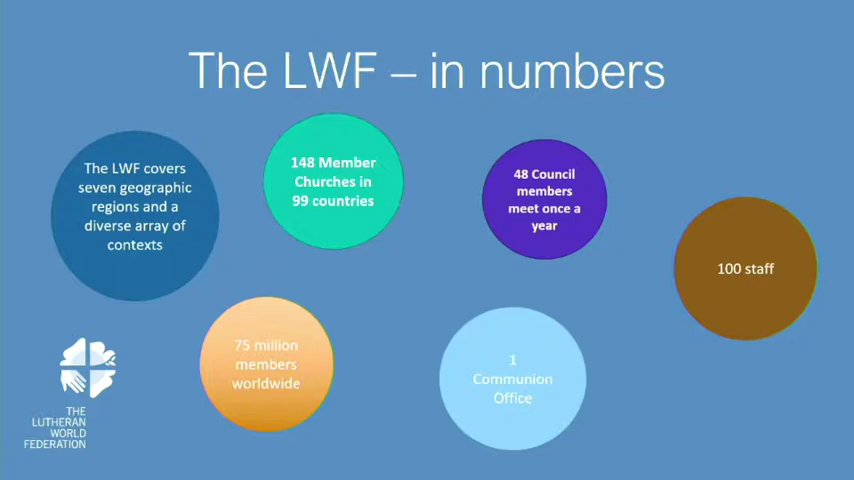 The LWF – in numbers
The LWF covers
seven geographic
regions and a
diverse array of
contexts
148 Member
Churches in
99 countries
48 Council
members
meet once a
year
100 staff
75 million
members
worldwide
1
Communion
Office
THE
LUTHERAN
WORLD
FEDERATION